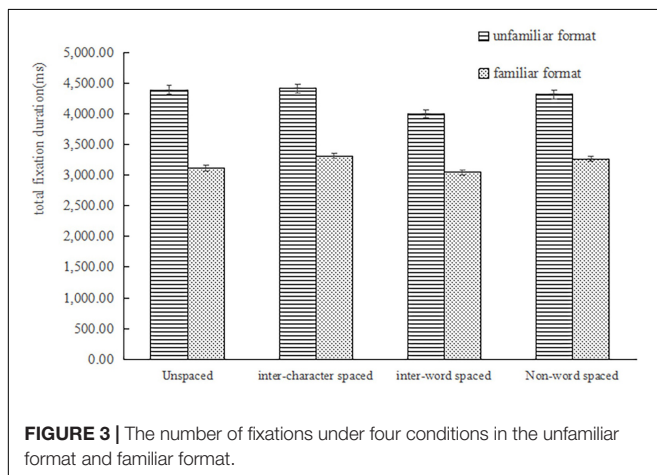 unfamiliar format
familiar format
total fixation duration(ms)
5,000.00
4,500.00
4,000.00
3,500.00
3,000.00
2,500.00
2,000.00
1,500.00
1,000.00
500.00
0.00
Unspaced inter-character spaced inter-word spaced Non-word spaced
FIGURE 3 | The number of fixations under four conditions in the unfamiliar
format and familiar format.